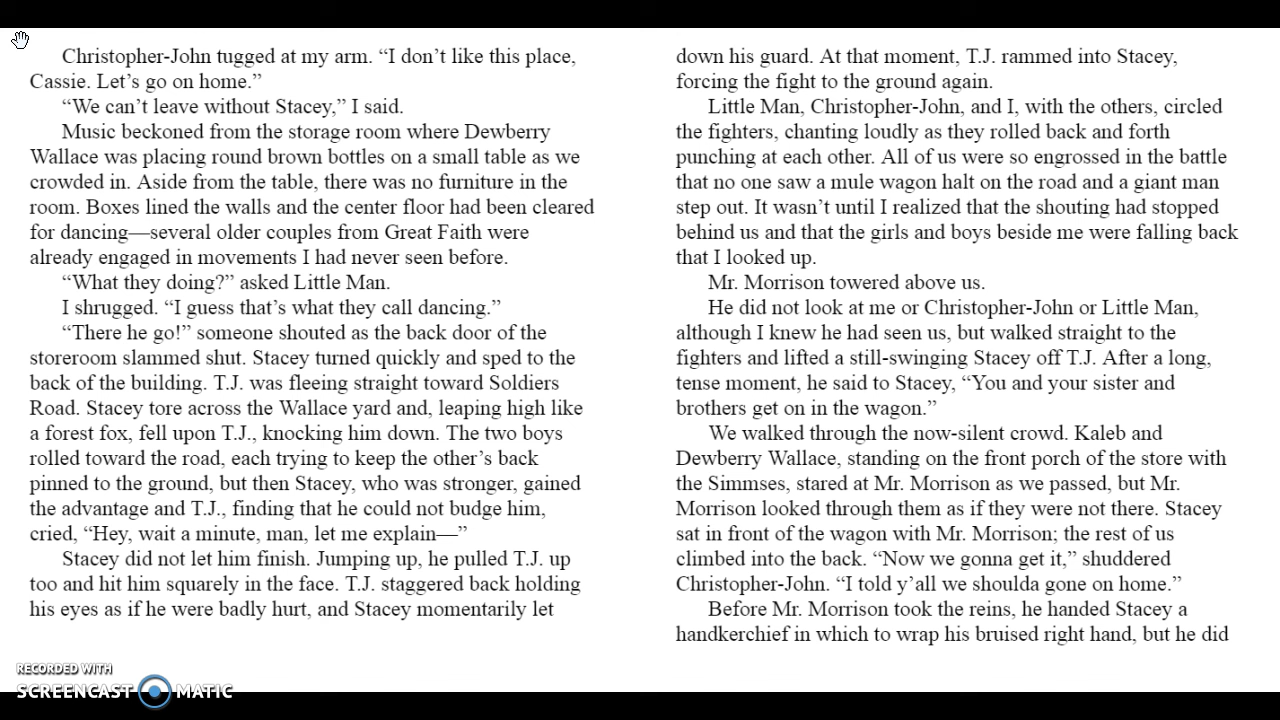 Christopher-John tugged at my arm. “I don’t like this place,
Cassie. Let’s go on home.”
“We can’t leave without Stacey,” I said.
Music beckoned from the storage room where Dewberry
Wallace was placing round brown bottles on a small table as we
crowded in. Aside from the table, there was no furniture in the
room. Boxes lined the walls and the center floor had been cleared
for dancing—several older couples from Great Faith were
already engaged in movements I had never seen before.
“What they doing?” asked Little Man.
I shrugged. “I guess that’s what they call dancing.”
“There he go!” someone shouted as the back door of the
storeroom slammed shut. Stacey turned quickly and sped to the
back of the building. T.J. was fleeing straight toward Soldiers
Road. Stacey tore across the Wallace yard and, leaping high like
a forest fox, fell upon T.J., knocking him down. The two boys
rolled toward the road, each trying to keep the other’s back
pinned to the ground, but then Stacey, who was stronger, gained
the advantage and T.J., finding that he could not budge him,
cried, “Hey, wait a minute, man, let me explain—”
Stacey did not let him finish. Jumping up, he pulled T.J. up
too and hit him squarely in the face. T.J. staggered back holding
his eyes as if he were badly hurt, and Stacey momentarily let
down his guard. At that moment, T.J. rammed into Stacey,
forcing the fight to the ground again.
Little Man, Christopher-John, and I, with the others, circled
the fighters, chanting loudly as they rolled back and forth
punching at each other. All of us were so engrossed in the battle
that no one saw a mule wagon halt on the road and a giant man
step out. It wasn’t until I realized that the shouting had stopped
behind us and that the girls and boys beside me were falling back
that I looked up.
Mr. Morrison towered above us.
He did not look at me or Christopher-John or Little Man,
although I knew he had seen us, but walked straight to the
fighters and lifted a still-swinging Stacey off T.J. After a long,
tense moment, he said to Stacey, “You and your sister and
brothers get on in the wagon.”
We walked through the now-silent crowd. Kaleb and
Dewberry Wallace, standing on the front porch of the store with
the Simmses, stared at Mr. Morrison as we passed, but Mr.
Morrison looked through them as if they were not there. Stacey
sat in front of the wagon with Mr. Morrison; the rest of us
climbed into the back. “Now we gonna get it,” shuddered
Christopher-John. “I told y’all we shoulda gone on home.”
Before Mr. Morrison took the reins, he handed Stacey a
handkerchief in which to wrap his bruised right hand, but he did
RECORDED WITH
SCREENCAST MATIC